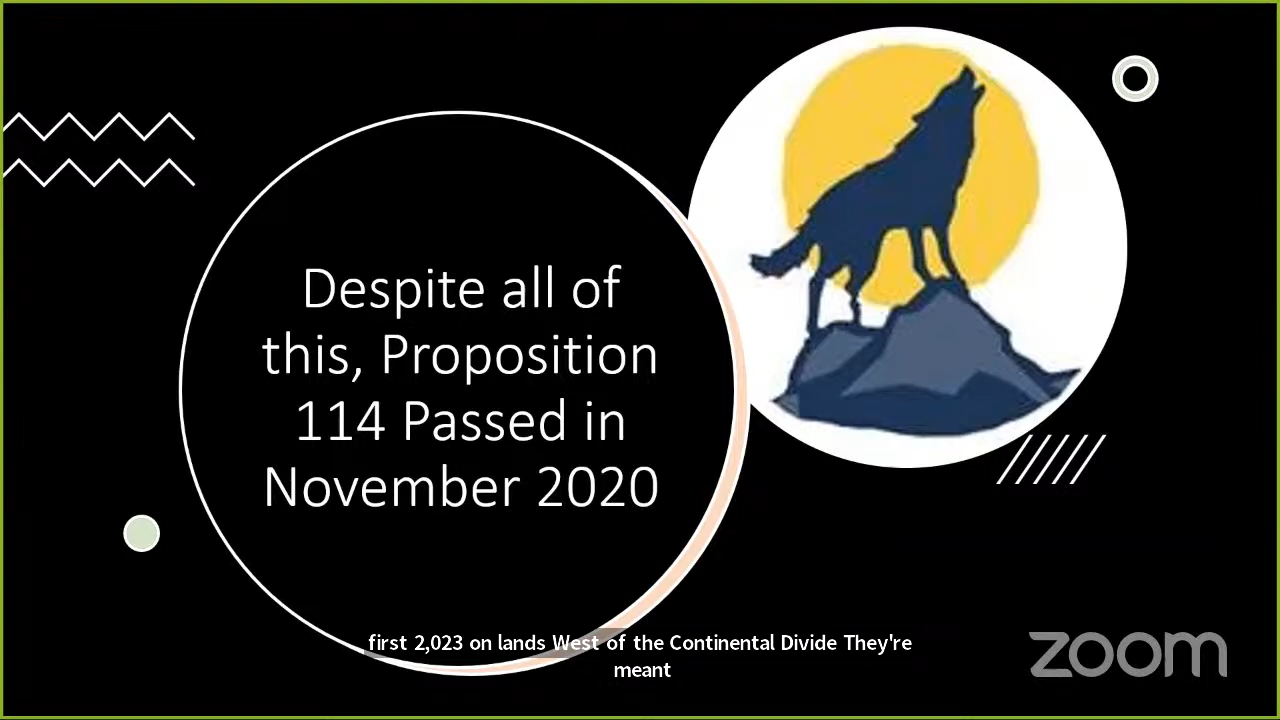 Despite all of
this, Proposition
114 Passed in
November 2020
first 2,023 on lands West of the Continental Divide They're
meant
zoom